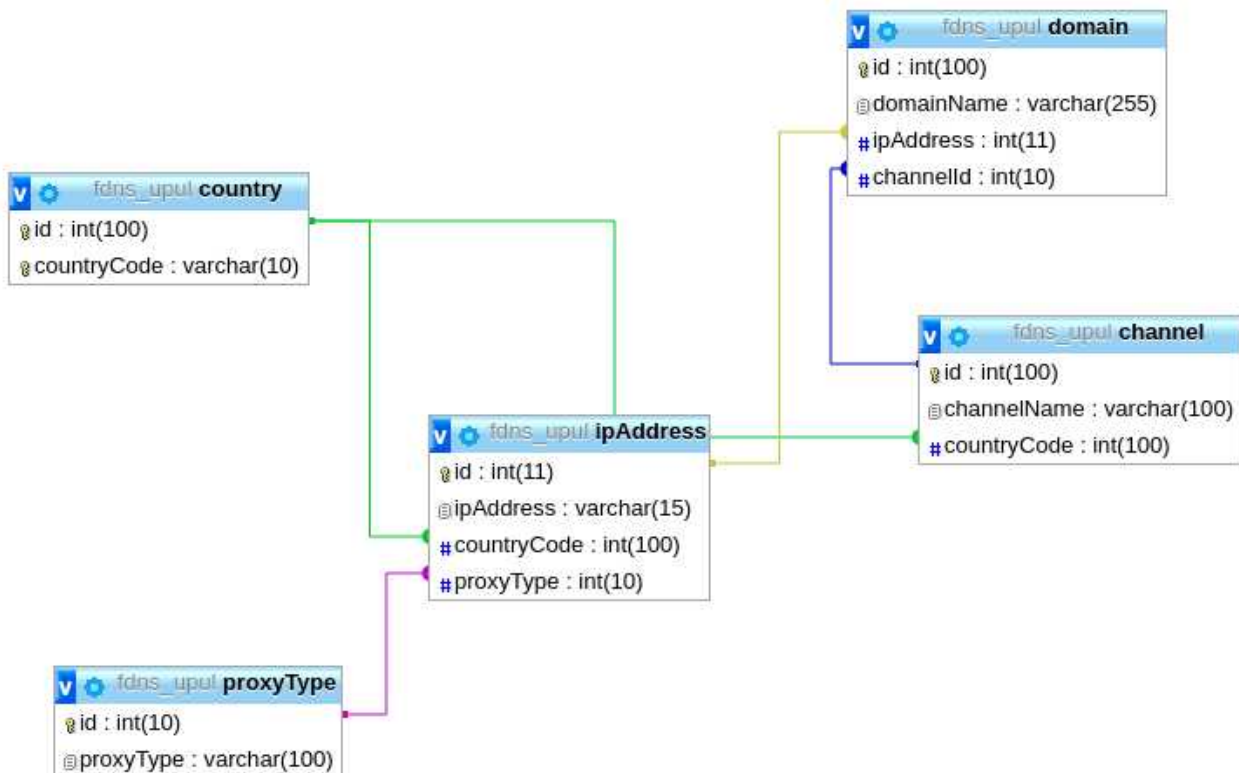 fdns_upul domain
id : int(100)
domainName : varchar(255)
ipAddress : int(11)
channelId : int(10)
fdns_upul country
id : int(100)
countryCode : varchar(10)
fdns_upul channel
id : int(100)
channelName : varchar(100)
countryCode : int(100)
fdns_upul ipAddress
id : int(11)
ipAddress : varchar(15)
countryCode : int(100)
proxyType : int(10)
fdns_upul proxyType
id : int(10)
proxyType : varchar(100)